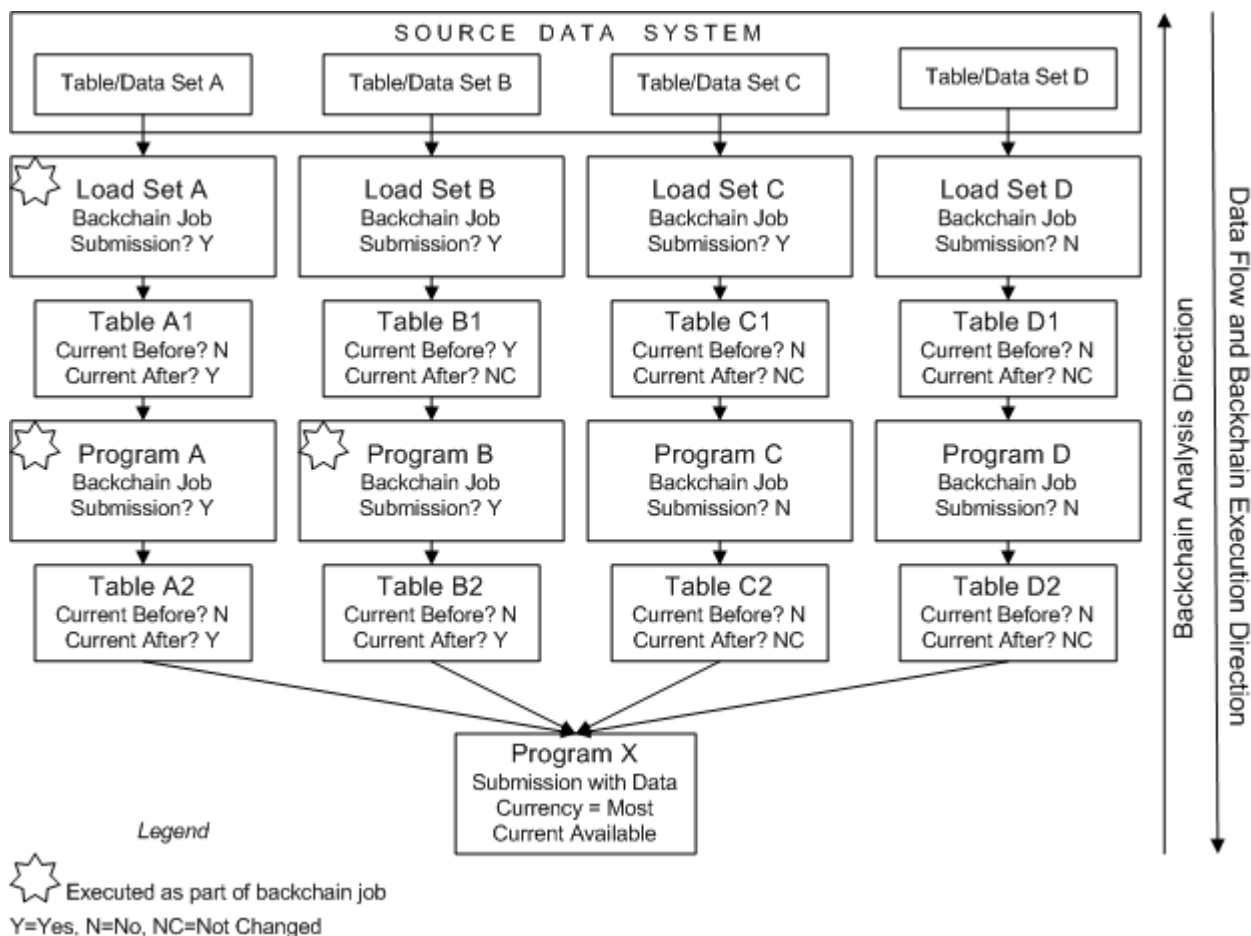 SOURCE DATA SYSTEM
Table/Data Set A
Table/Data Set B
Table/Data Set C
Table/Data Set D
Load Set A
Backchain Job
Submission? Y
Load Set B
Backchain Job
Submission? Y
Load Set C
Backchain Job
Submission? Y
Load Set D
Backchain Job
Submission? N
Table A1
Current Before? N
Current After? Y
Table B1
Current Before? Y
Current After? NC
Table C1
Current Before? N
Current After? NC
Table D1
Current Before? N
Current After? NC
Program A
Backchain Job
Submission? Y
Program B
Backchain Job
Submission? Y
Program C
Backchain Job
Submission? N
Program D
Backchain Job
Submission? N
Table A2
Current Before? N
Current After? Y
Table B2
Current Before? N
Current After? Y
Table C2
Current Before? N
Current After? NC
Table D2
Current Before? N
Current After? NC
Program X
Submission with Data
Currency = Most
Current Available
Backchain Analysis Direction
Data Flow and Backchain Execution Direction
Legend
Executed as part of backchain job
Y=Yes, N=No, NC=Not Changed